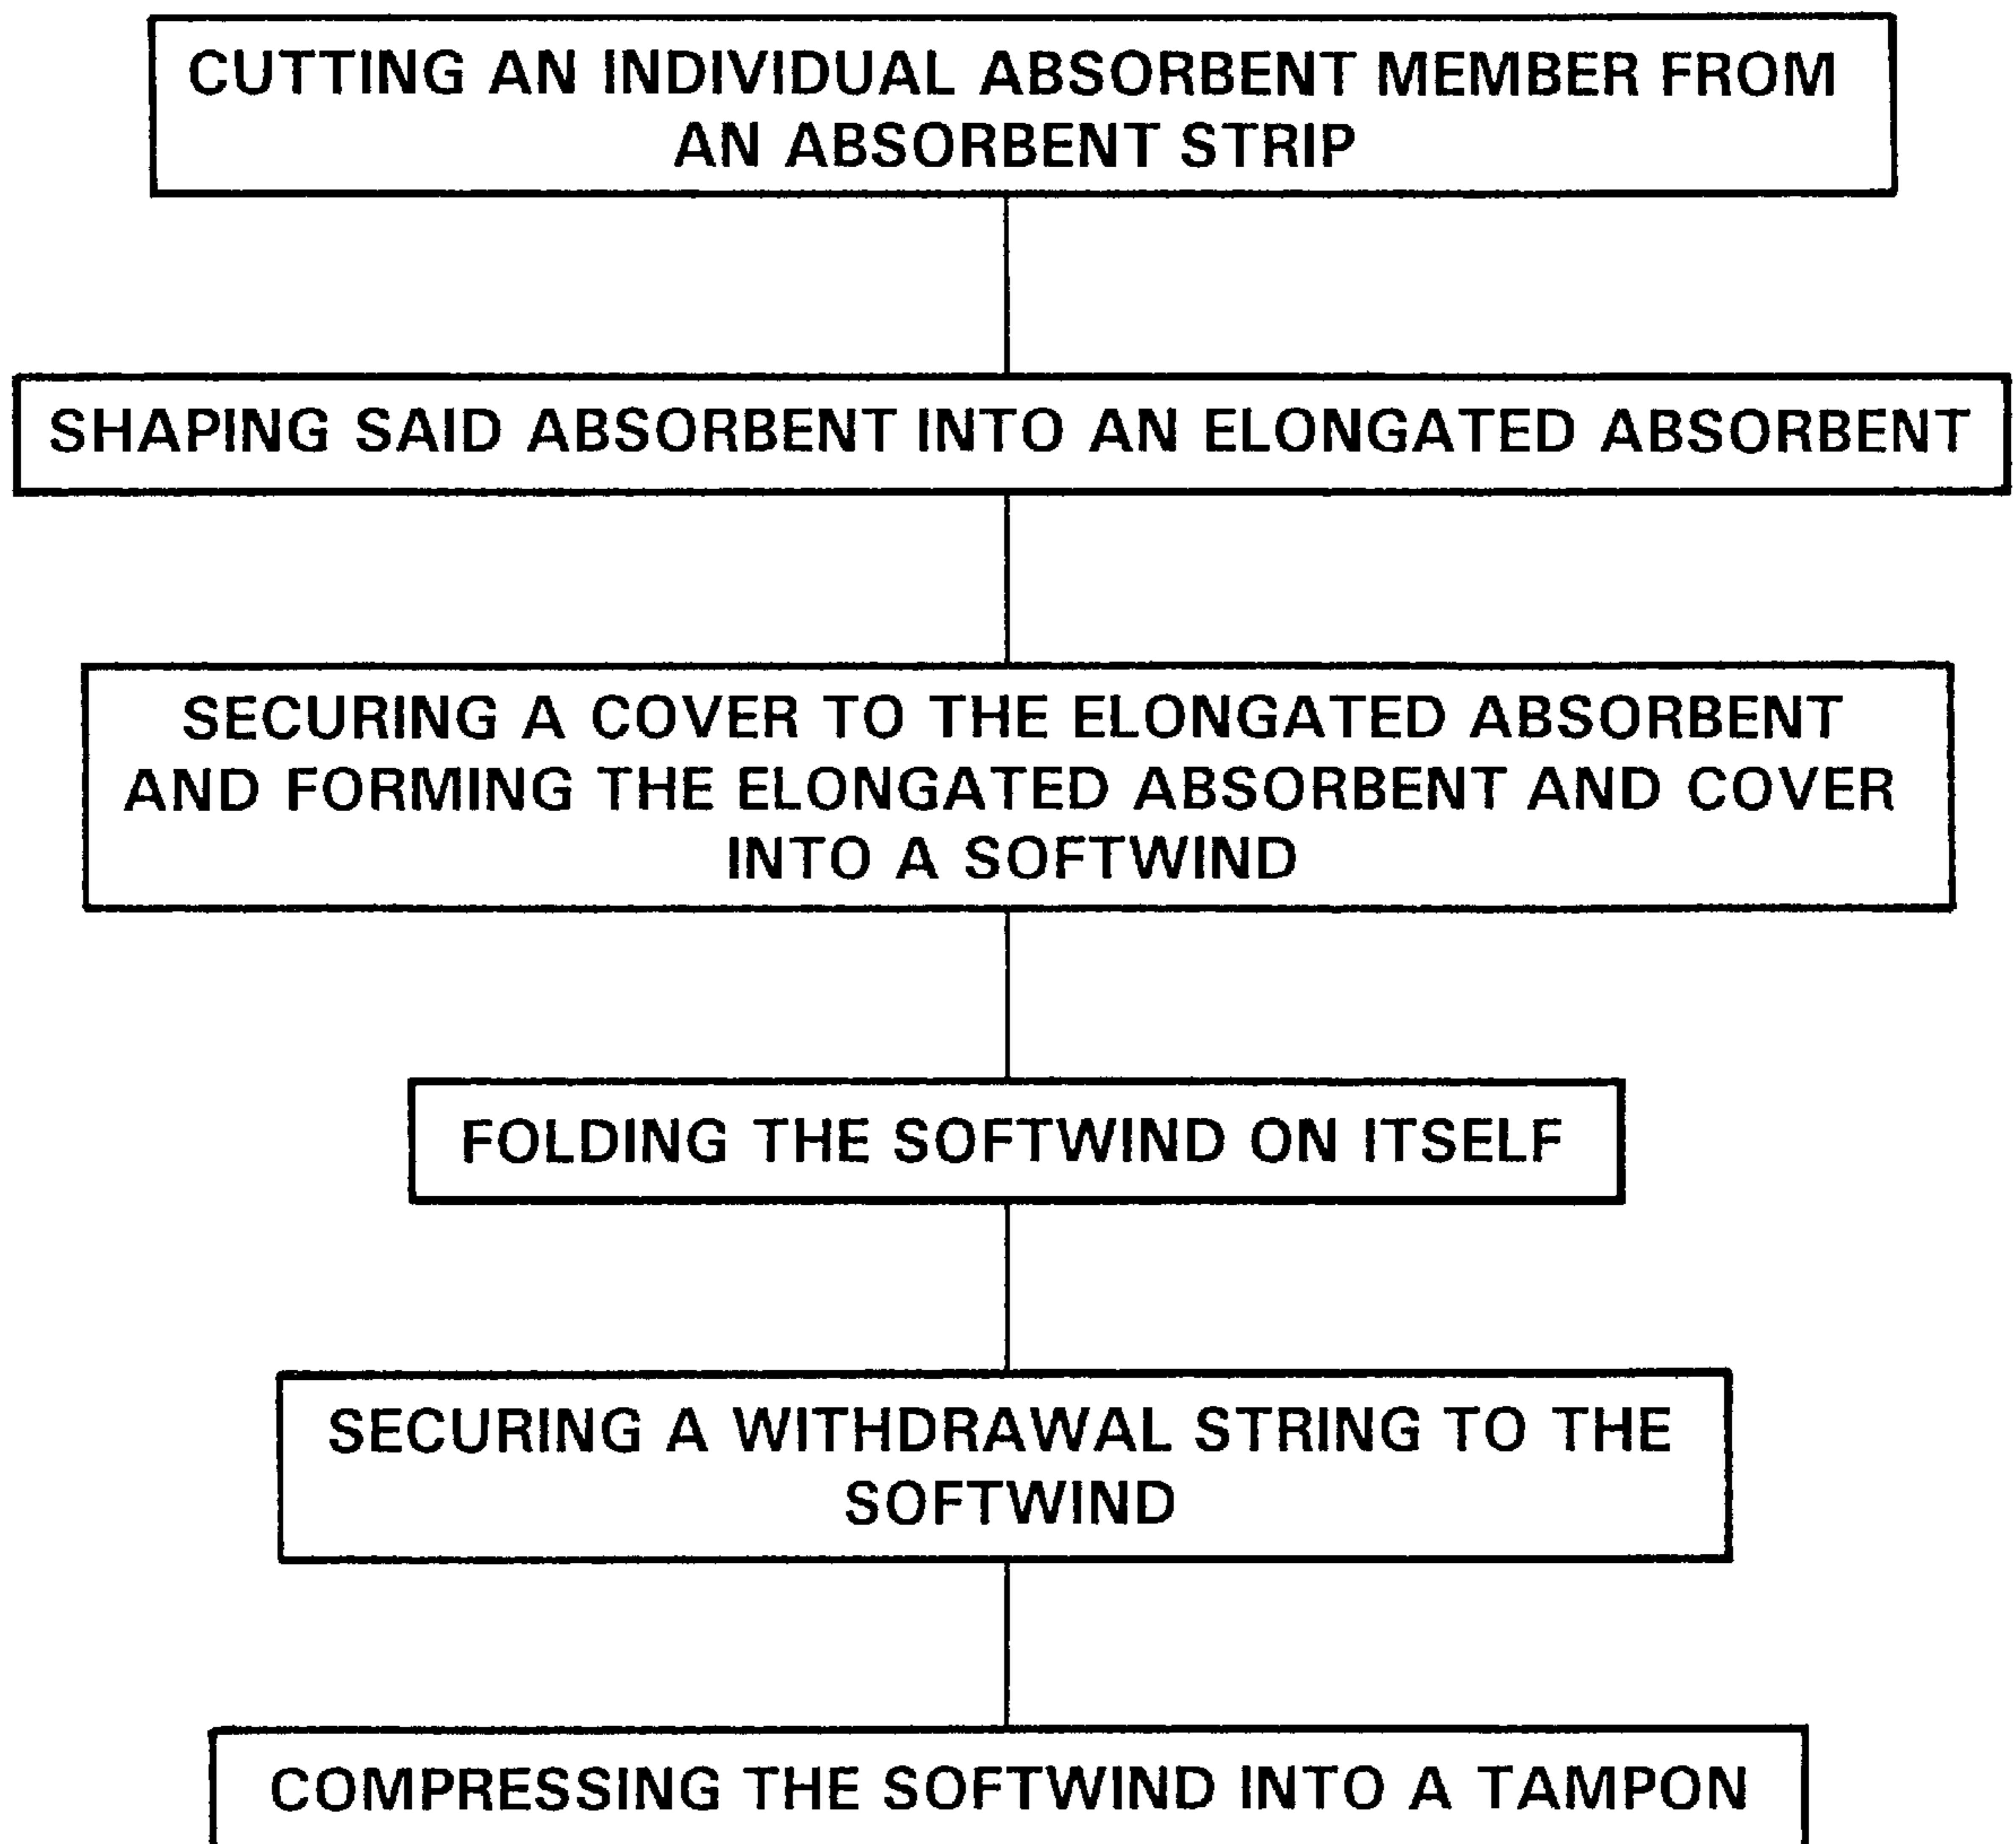 CUTTING AN INDIVIDUAL ABSORBENT MEMBER FROM
AN ABSORBENT STRIP
SHAPING SAID ABSORBENT INTO AN ELONGATED ABSORBENT
SECURING A COVER TO THE ELONGATED ABSORBENT
AND FORMING THE ELONGATED ABSORBENT AND COVER
INTO A SOFTWIND
FOLDING THE SOFTWIND ON ITSELF
SECURING A WITHDRAWAL STRING TO THE
SOFTWIND
COMPRESSING THE SOFTWIND INTO A TAMPON